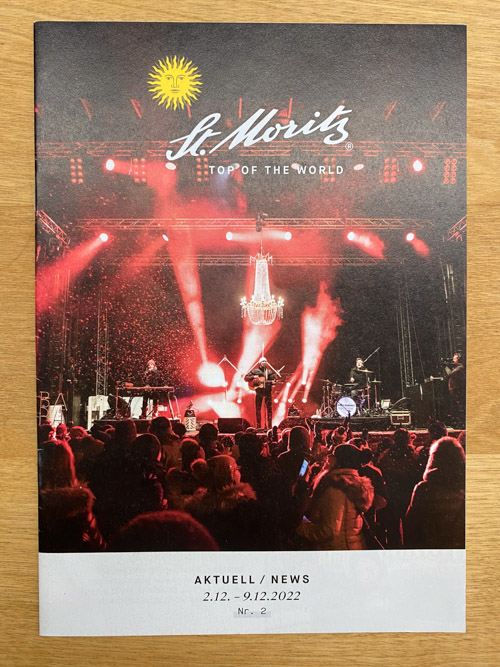 St. Moritz®
TOP OF THE WORLD
AKTUELL / NEWS
2.12. – 9.12.2022
Nr. 2